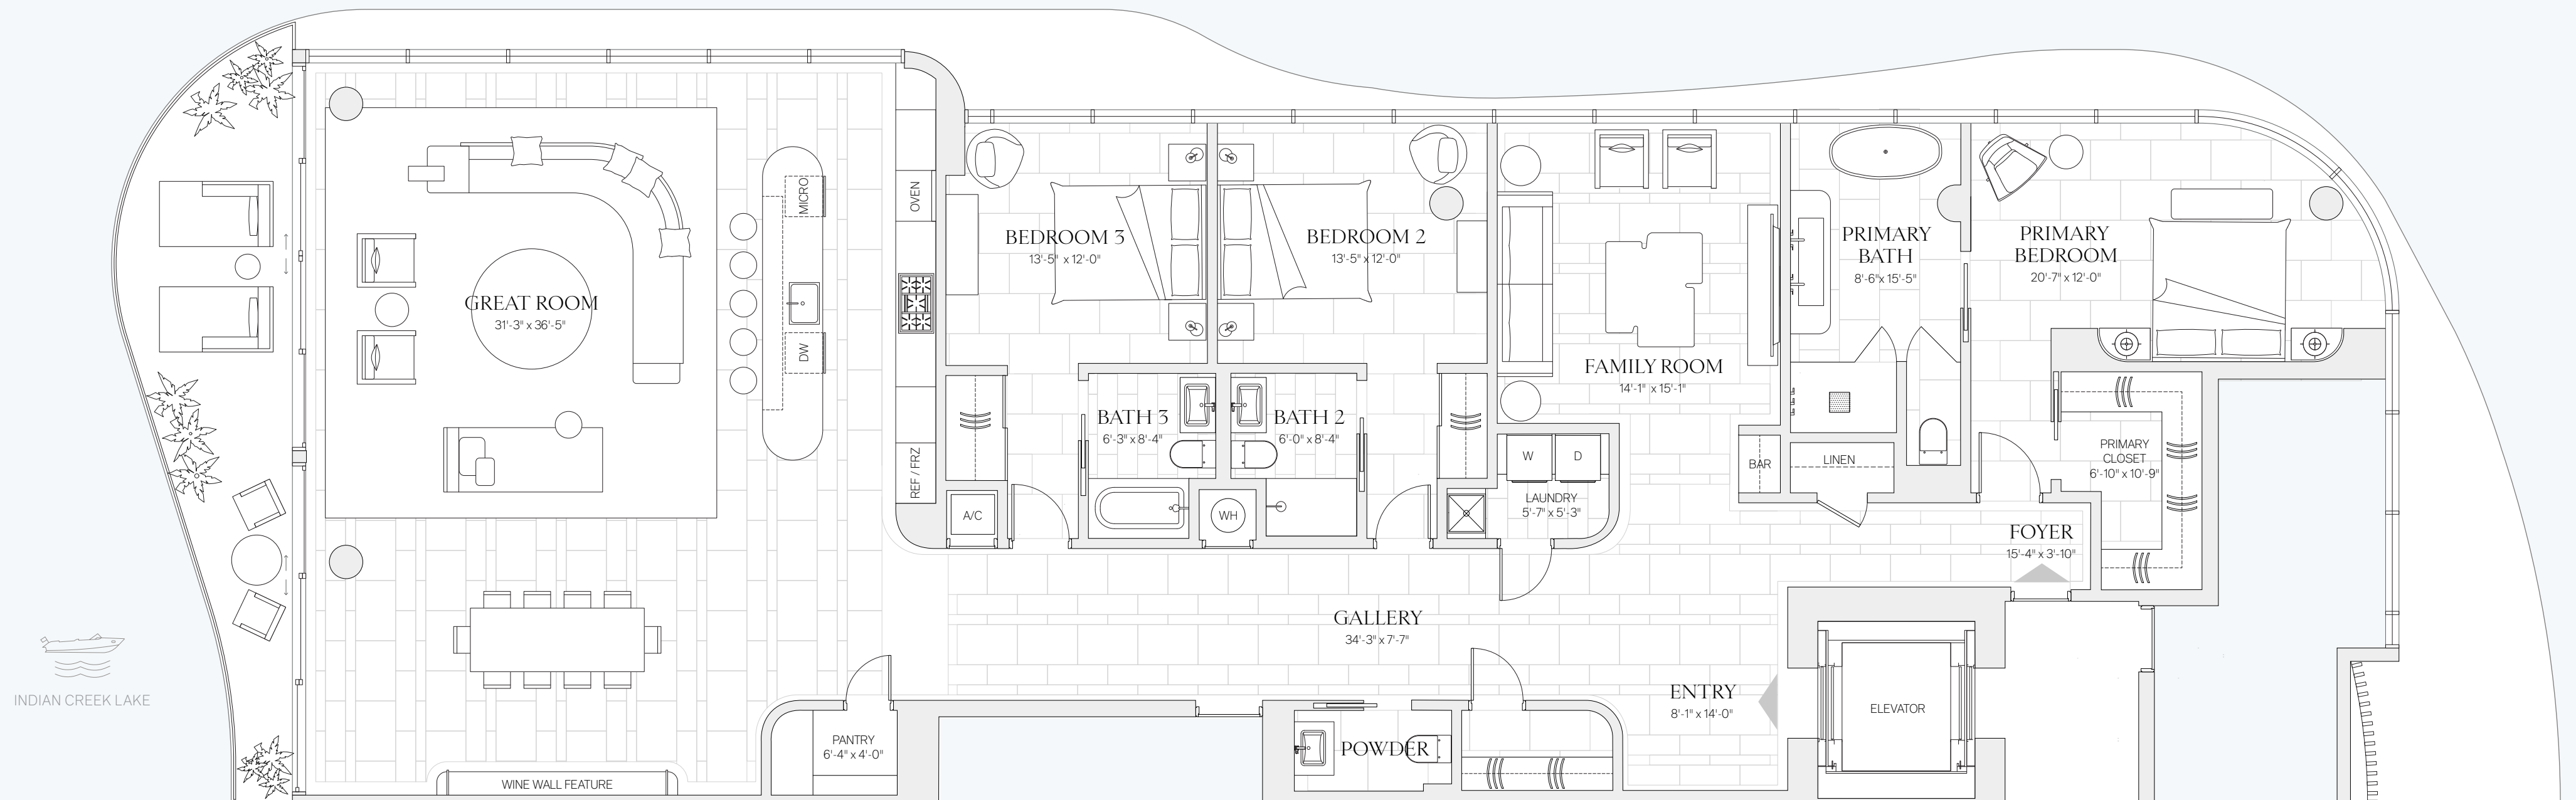 GREAT ROOM
31'-3" x 36'-5"
MICRO
DW
OVEN
REF / FRZ
BEDROOM 3
13'-5" x 12'-0"
BEDROOM 2
13'-5" x 12'-0"
BATH 3
6'-3" x 8'-4"
BATH 2
6'-0" x 8'-4"
A/C
WH
FAMILY ROOM
14'-1" x 15'-1"
W
D
LAUNDRY
5'-7" x 5'-3"
BAR
LINEN
PRIMARY
BATH
8'-6" x 15'-5"
PRIMARY
BEDROOM
20'-7" x 12'-0"
PRIMARY
CLOSET
6'-10" x 10'-9"
FOYER
15'-4" x 3'-10"
GALLERY
34'-3" x 7'-7"
ENTRY
8'-1" x 14'-0"
ELEVATOR
POWDER
PANTRY
6'-4" x 4'-0"
WINE WALL FEATURE
INDIAN CREEK LAKE